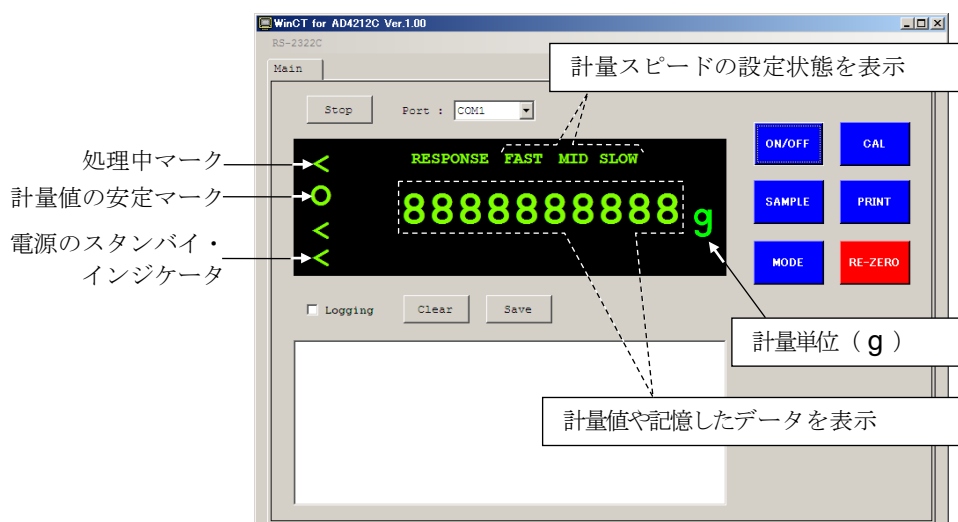 WinCT for AD4212C Ver.1.00
RS-2322C
計量スピードの設定状態を表示
Main
Stop
Port :
COM1
ON/OFF
CAL
処理中マーク
RESPONSE FAST MID SLOW
計量値の安定マーク
8888888888 g
SAMPLE
PRINT
電源のスタンバイ・
インジケータ
MODE
RE-ZERO
Logging
Clear
Save
計量単位（ g ）
計量値や記憶したデータを表示